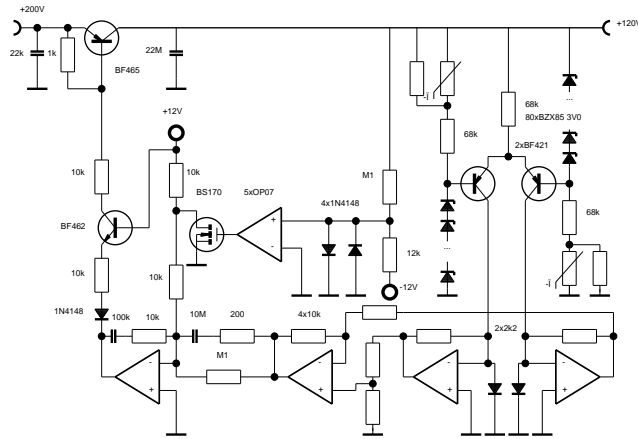 +200V
+120V
22k
1k
BF465
22M
+12V
10k
10k
BS170
5xOP07
4x1N4148
M1
12k
-12V
BF462
10k
10k
1N4148
100k
10k
10M
200
4x10k
M1
-Ï
68k
68k
80xBZX85 3V0
2xBF421
68k
-Ï
2x2k2
+
-
-
+
-
+
-
+
-
+
...
...